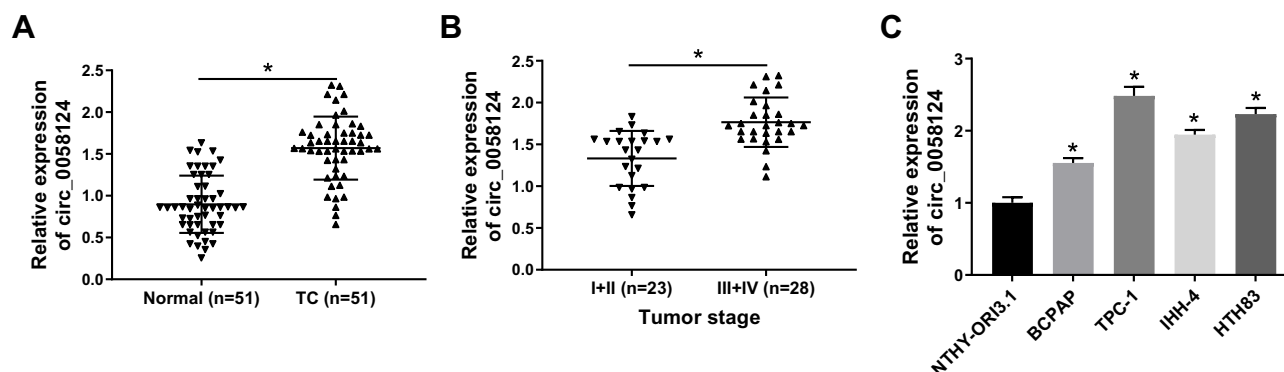 A
Relative expression
of circ_0058124
2.5
2.0
1.5
1.0
0.5
0.0
*
Normal (n=51)
TC (n=51)
B
Relative expression
of circ_0058124
2.5
2.0
1.5
1.0
0.5
0.0
*
I+II (n=23)
III+IV (n=28)
Tumor stage
C
Relative expression
of circ_0058124
3
2
1
0
*
*
*
*
NTHY-ORI3.1
BCPAP
TPC-1
IHH-4
HTH83